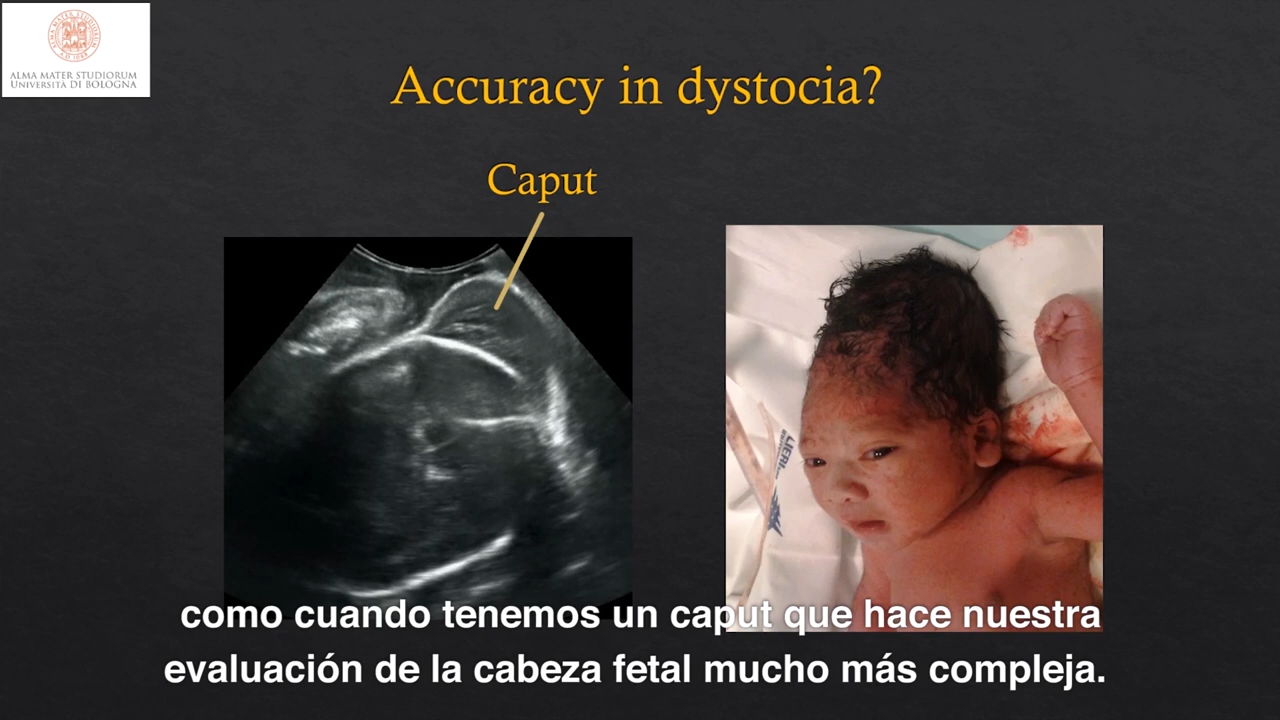 ALMA MATER STUDIORUM
UNIVERSITÀ DI BOLOGNA
Accuracy in dystocia?
Caput
como cuando tenemos un caput que hace nuestra
evaluación de la cabeza fetal mucho más compleja.